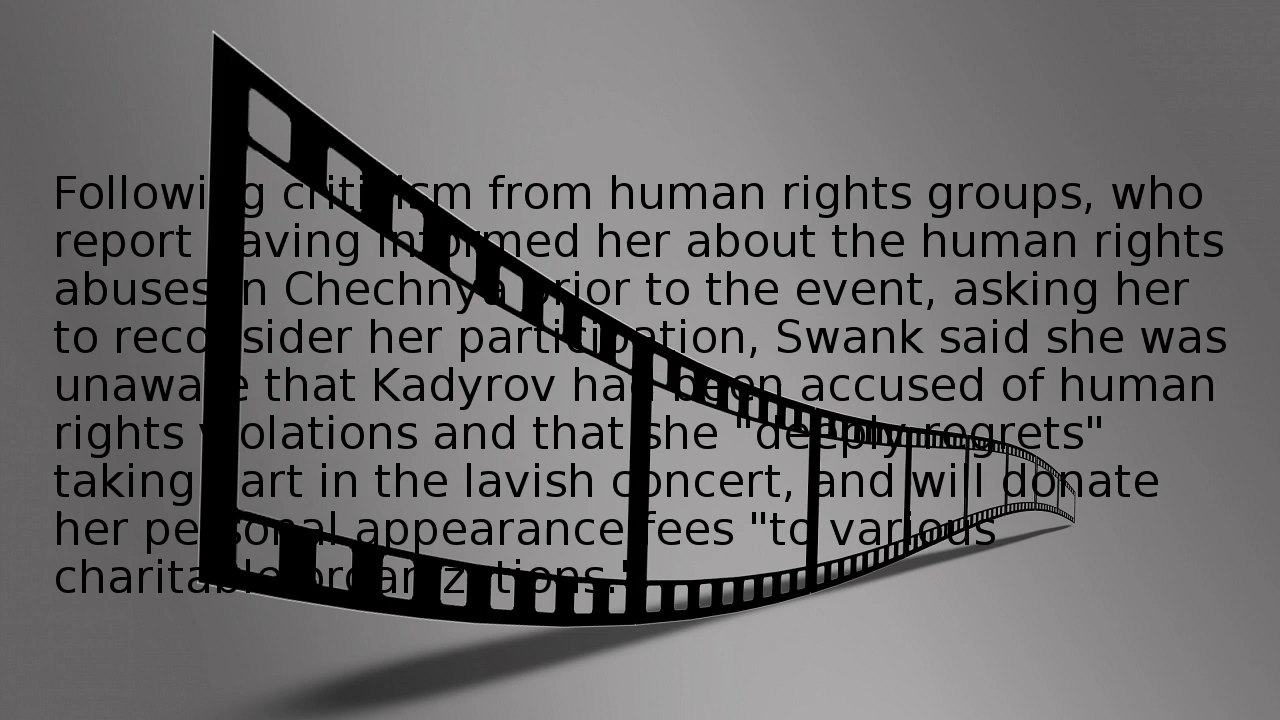 Following criticism from human rights groups, who
report having informed her about the human rights
abuses in Chechnya prior to the event, asking her
to reconsider her participation, Swank said she was
unaware that Kadyrov had been accused of human
rights violations and that she "deeply regrets"
taking part in the lavish concert, and will donate
her personal appearance fees "to various
charitable organizations."